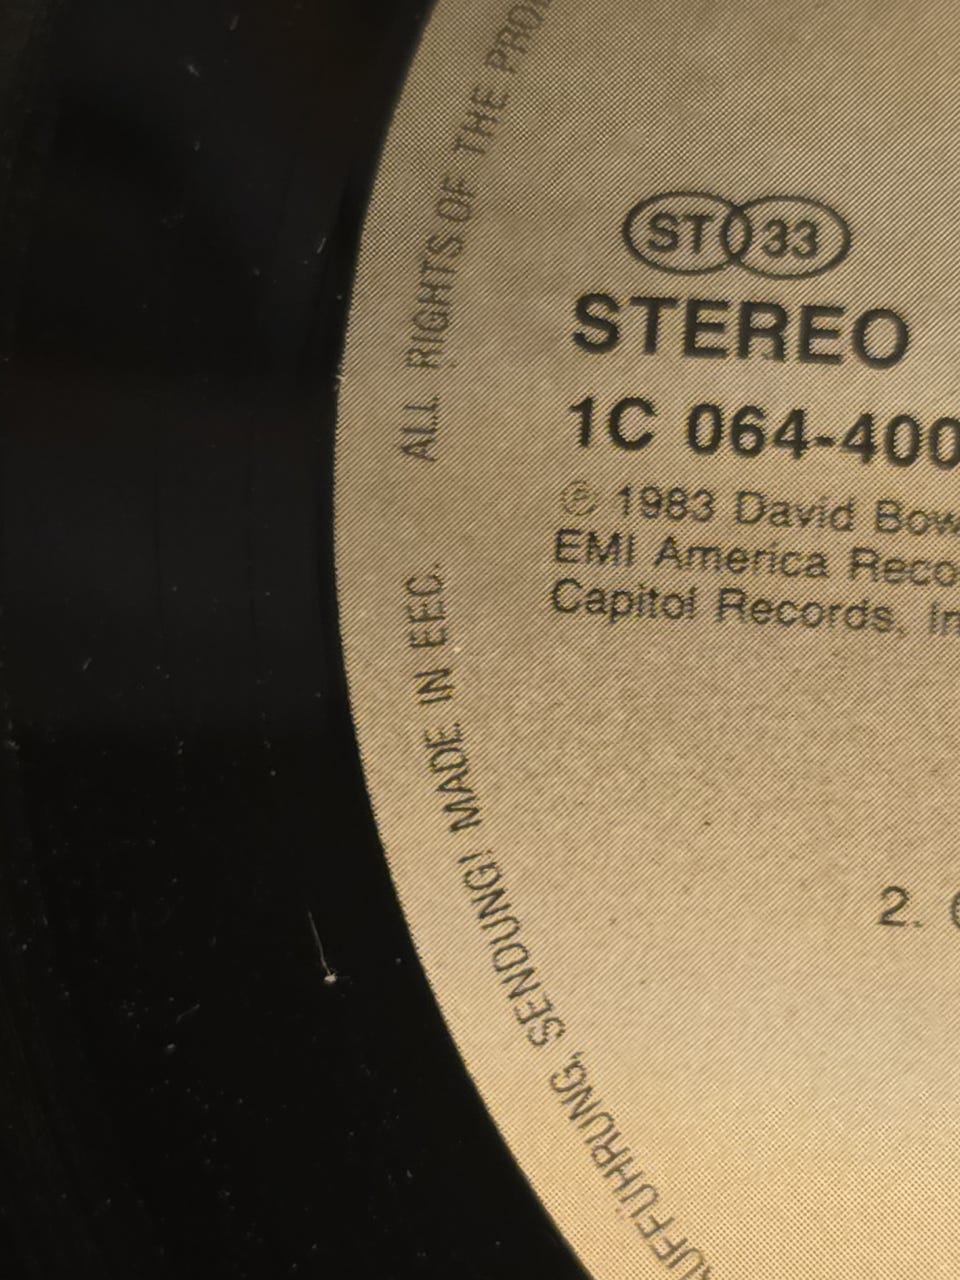 ST 33
STEREO
1C 064-400
℗ 1983 David Bow
EMI America Reco
Capitol Records, In
2.
ALL RIGHTS OF THE PRO
UFFÜHRUNG, SENDUNG! MADE IN EEC.